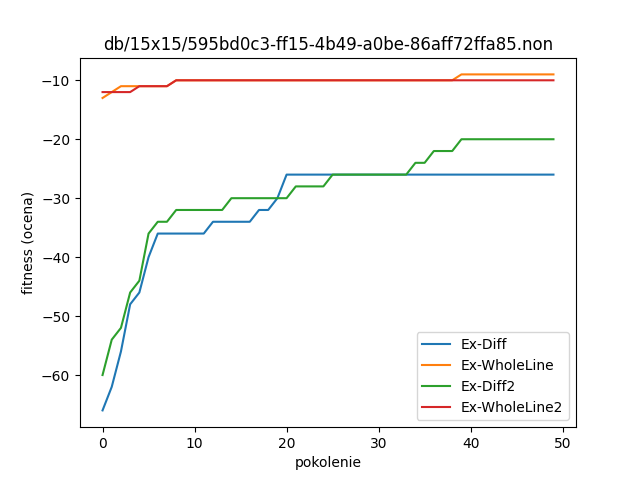 db/15x15/595bd0c3-ff15-4b49-a0be-86aff72ffa85.non
fitness (ocena)
−10
−20
−30
−40
−50
−60
0 10 20 30 40 50
pokolenie
Ex-Diff
Ex-WholeLine
Ex-Diff2
Ex-WholeLine2